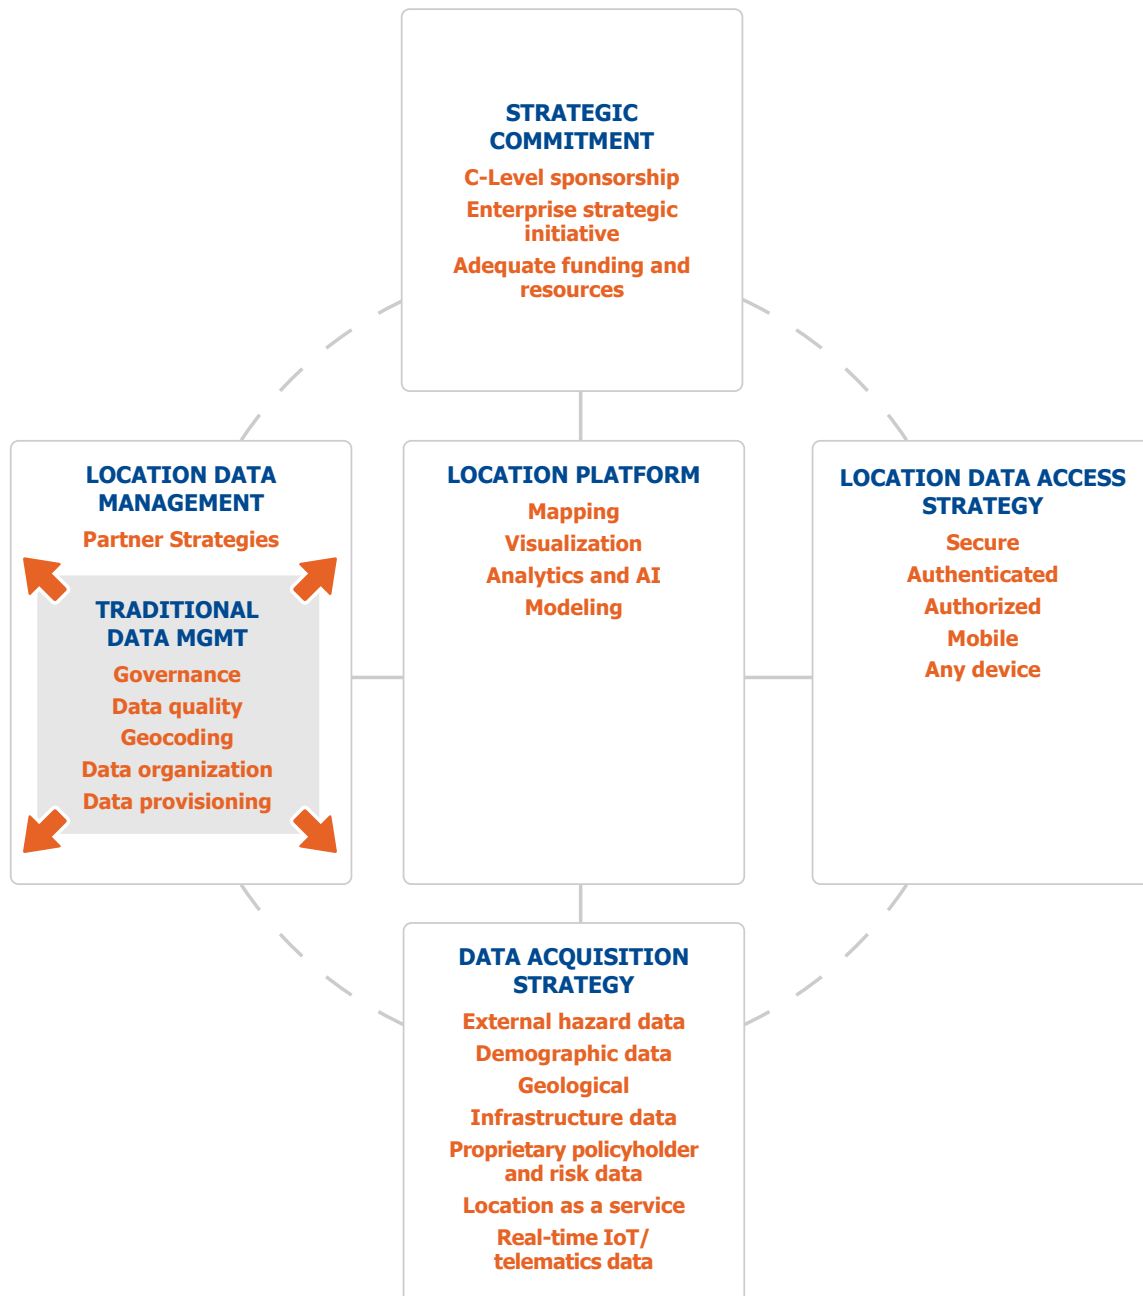 STRATEGIC
COMMITMENT
C-Level sponsorship
Enterprise strategic
initiative
Adequate funding and
resources
LOCATION DATA
MANAGEMENT
Partner Strategies
TRADITIONAL
DATA MGMT
Governance
Data quality
Geocoding
Data organization
Data provisioning
LOCATION PLATFORM
Mapping
Visualization
Analytics and AI
Modeling
LOCATION DATA ACCESS
STRATEGY
Secure
Authenticated
Authorized
Mobile
Any device
DATA ACQUISITION
STRATEGY
External hazard data
Demographic data
Geological
Infrastructure data
Proprietary policyholder
and risk data
Location as a service
Real-time IoT/
telematics data